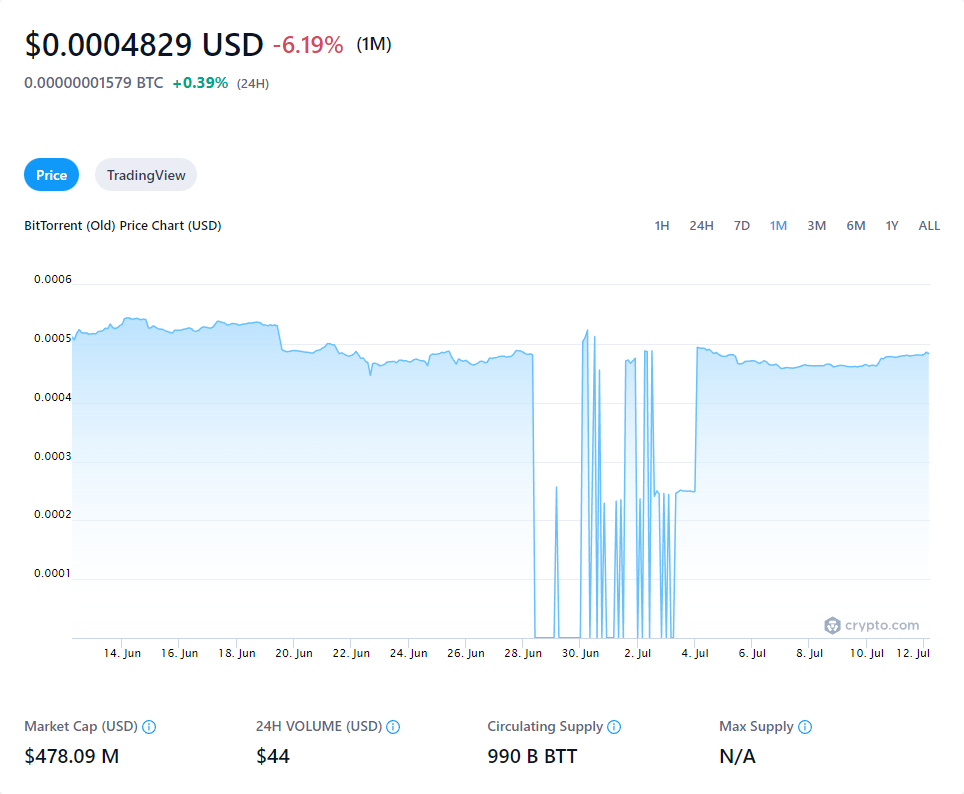 $0.0004829 USD -6.19% (1M)
0.00000001579 BTC +0.39% (24H)
Price TradingView
BitTorrent (Old) Price Chart (USD) 1H 24H 7D 1M 3M 6M 1Y ALL
0.0006
0.0005
0.0004
0.0003
0.0002
0.0001
crypto.com
14. Jun 16. Jun 18. Jun 20. Jun 22. Jun 24. Jun 26. Jun 28. Jun 30. Jun 2. Jul 4. Jul 6. Jul 8. Jul 10. Jul 12. Jul
Market Cap (USD) 24H VOLUME (USD) Circulating Supply Max Supply
$478.09 M $44 990 B BTT N/A